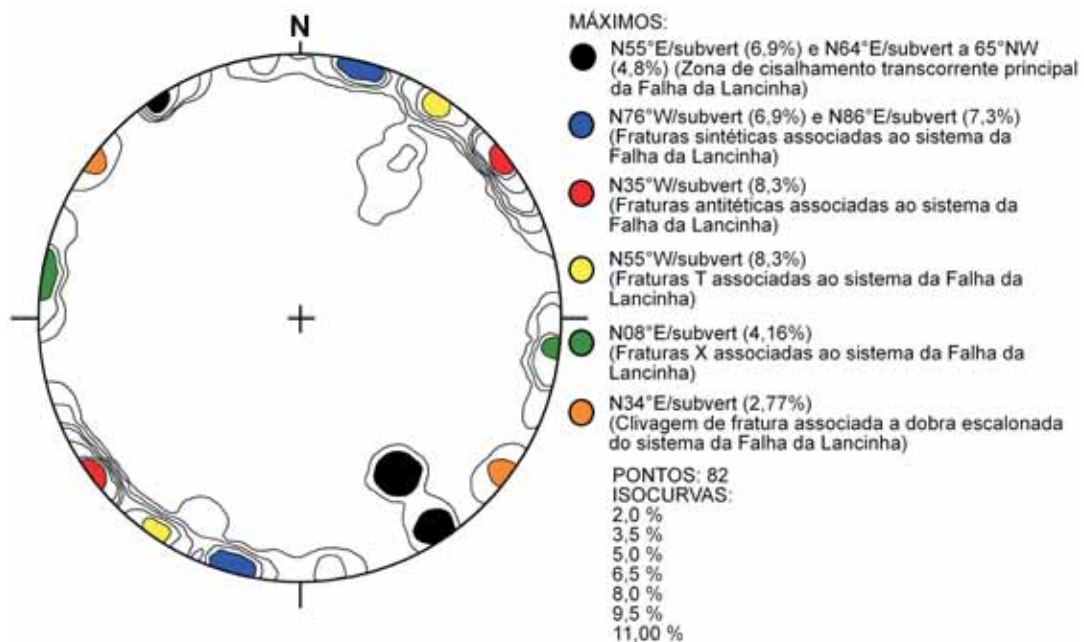 N
MÁXIMOS:
N55°E/subvert (6,9%) e N64°E/subvert a 65°NW
(4,8%) (Zona de cisalhamento transcorrente principal
da Falha da Lancinha)
N76°W/subvert (6,9%) e N86°E/subvert (7,3%)
(Fraturas sintéticas associadas ao sistema da
Falha da Lancinha)
N35°W/subvert (8,3%)
(Fraturas antitéticas associadas ao sistema da
Falha da Lancinha)
N55°W/subvert (8,3%)
(Fraturas T associadas ao sistema da Falha da
Lancinha)
N08°E/subvert (4,16%)
(Fraturas X associadas ao sistema da Falha da
Lancinha)
N34°E/subvert (2,77%)
(Clivagem de fratura associada a dobra escalonada
do sistema da Falha da Lancinha)
PONTOS: 82
ISOCURVAS:
2,0 %
3,5 %
5,0 %
6,5 %
8,0 %
9,5 %
11,00 %